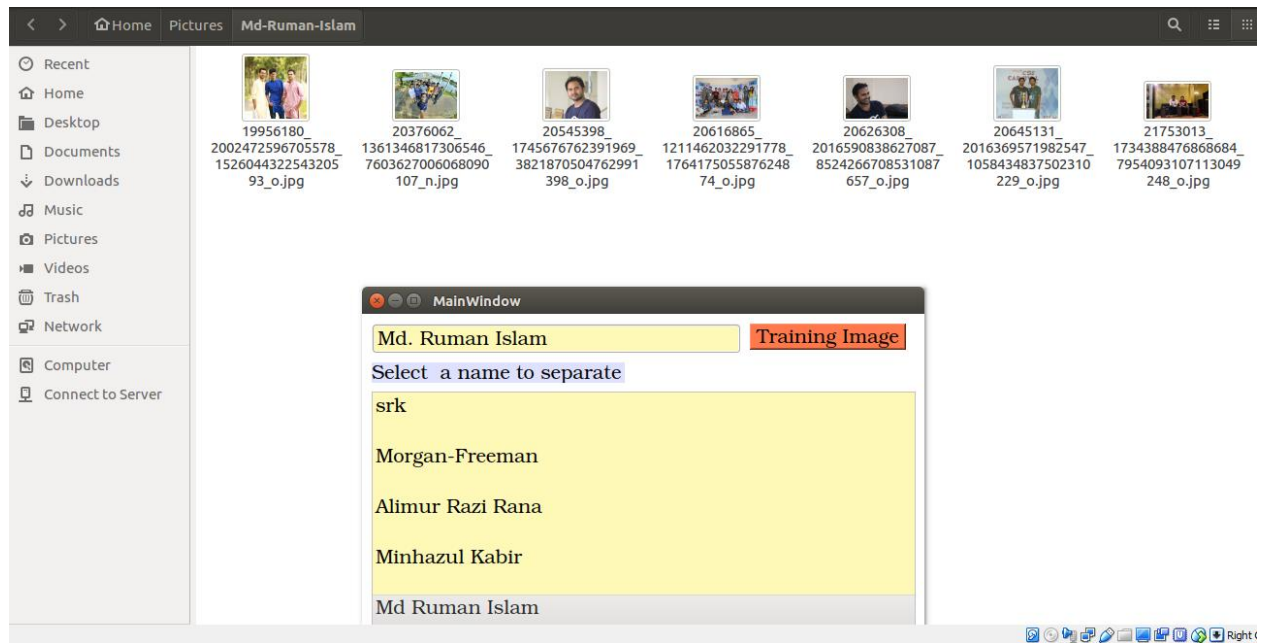 Home Pictures Md-Ruman-Islam
Recent
Home
Desktop
Documents
Downloads
Music
Pictures
Videos
Trash
Network
Computer
Connect to Server
19956180_
2002472596705578_
1526044322543205
93_o.jpg
20376062_
1361346817306546_
7603627006068090
107_n.jpg
20545398_
1745676762391969_
3821870504762991
398_o.jpg
20616865_
1211462032291778_
1764175055876248
74_o.jpg
20626308_
2016590838627087_
8524266708531087
657_o.jpg
20645131_
2016369571982547_
1058434837502310
229_o.jpg
21753013_
1734388476868684_
7954093107113049
248_o.jpg
MainWindow
Md. Ruman Islam Training Image
Select a name to separate
srk
Morgan-Freeman
Alimur Razi Rana
Minhazul Kabir
Md Ruman Islam
Right